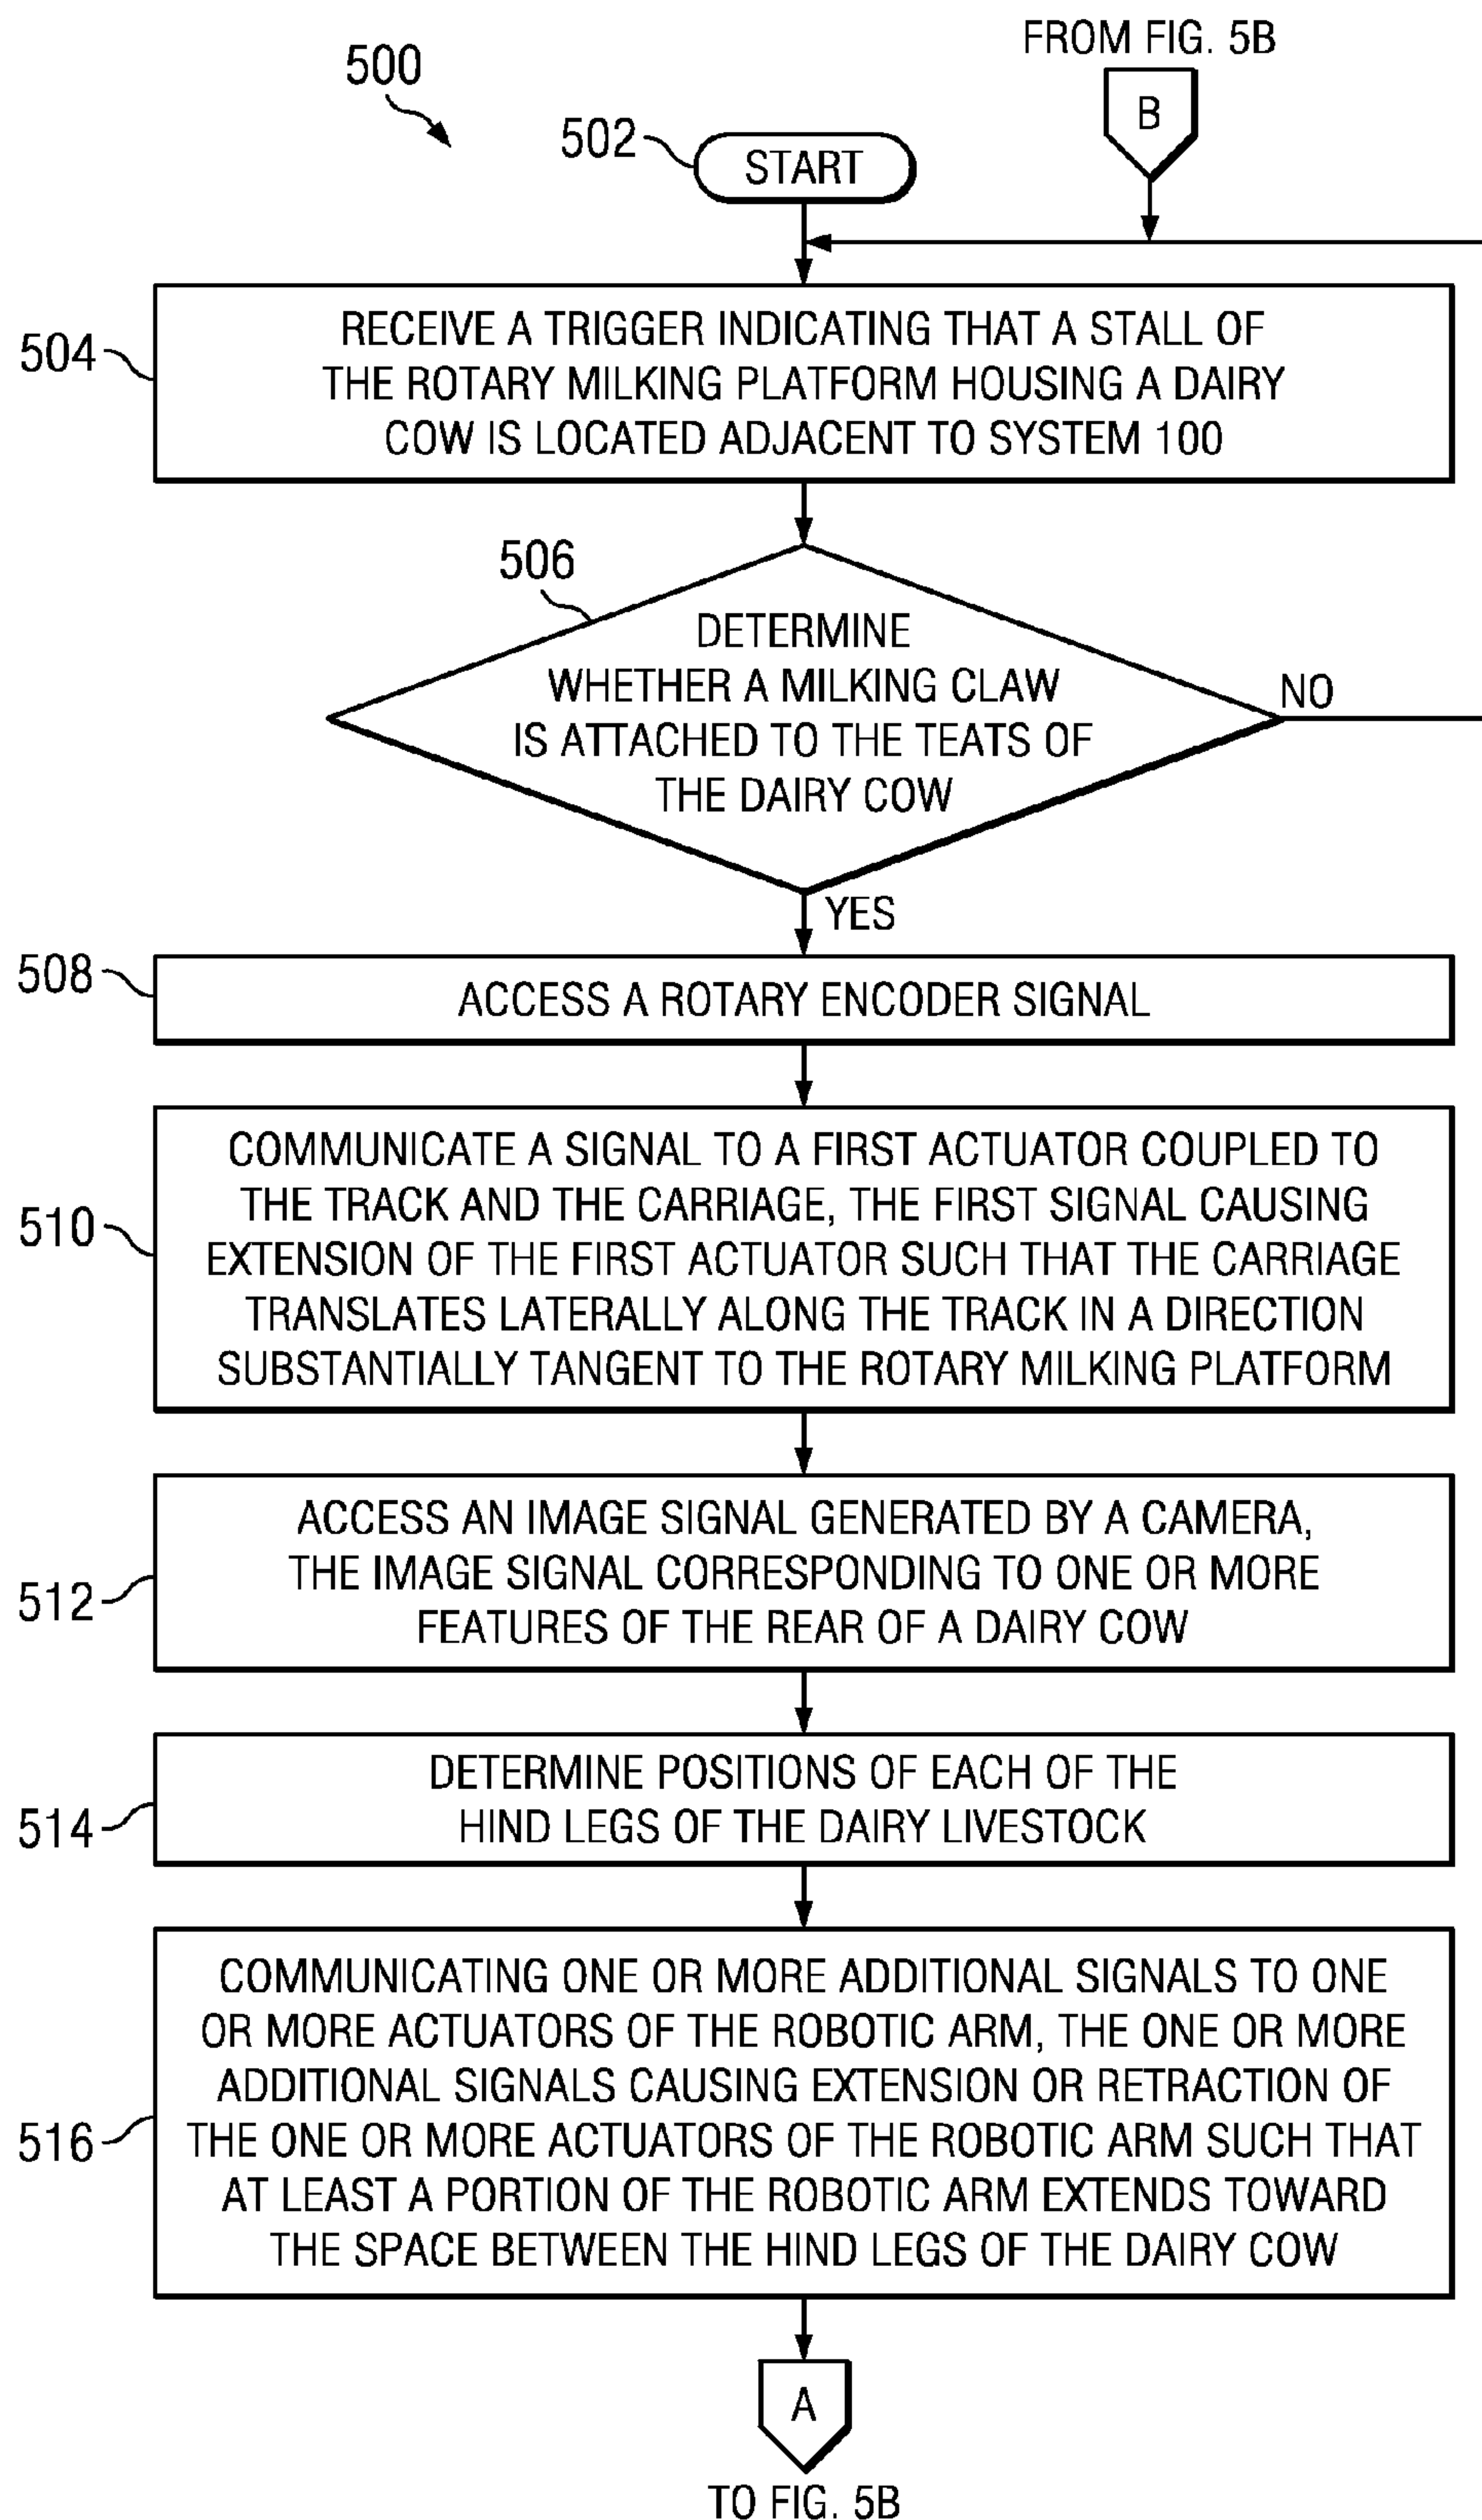 FROM FIG. 5B
500
B
502
START
504
RECEIVE A TRIGGER INDICATING THAT A STALL OF
THE ROTARY MILKING PLATFORM HOUSING A DAIRY
COW IS LOCATED ADJACENT TO SYSTEM 100
506
DETERMINE
WHETHER A MILKING CLAW
IS ATTACHED TO THE TEATS OF
THE DAIRY COW
NO
YES
508
ACCESS A ROTARY ENCODER SIGNAL
510
COMMUNICATE A SIGNAL TO A FIRST ACTUATOR COUPLED TO
THE TRACK AND THE CARRIAGE, THE FIRST SIGNAL CAUSING
EXTENSION OF THE FIRST ACTUATOR SUCH THAT THE CARRIAGE
TRANSLATES LATERALLY ALONG THE TRACK IN A DIRECTION
SUBSTANTIALLY TANGENT TO THE ROTARY MILKING PLATFORM
512
ACCESS AN IMAGE SIGNAL GENERATED BY A CAMERA,
THE IMAGE SIGNAL CORRESPONDING TO ONE OR MORE
FEATURES OF THE REAR OF A DAIRY COW
514
DETERMINE POSITIONS OF EACH OF THE
HIND LEGS OF THE DAIRY LIVESTOCK
516
COMMUNICATING ONE OR MORE ADDITIONAL SIGNALS TO ONE
OR MORE ACTUATORS OF THE ROBOTIC ARM, THE ONE OR MORE
ADDITIONAL SIGNALS CAUSING EXTENSION OR RETRACTION OF
THE ONE OR MORE ACTUATORS OF THE ROBOTIC ARM SUCH THAT
AT LEAST A PORTION OF THE ROBOTIC ARM EXTENDS TOWARD
THE SPACE BETWEEN THE HIND LEGS OF THE DAIRY COW
A
TO FIG. 5B